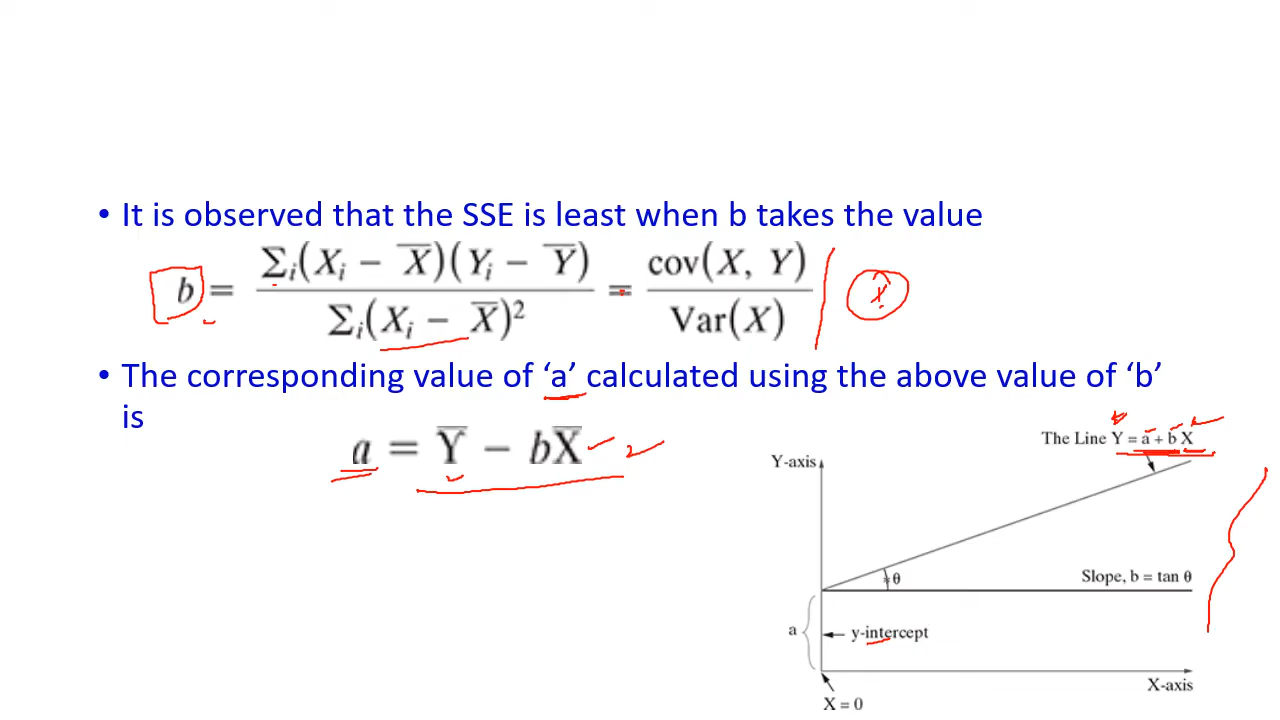 • It is observed that the SSE is least when b takes the value
b = Σᵢ(Xᵢ − X̅)(Yᵢ − Y̅) / Σᵢ(Xᵢ − X̅)² = cov(X, Y) / Var(X)
• The corresponding value of ‘a’ calculated using the above value of ‘b’
is
a = Y̅ − bX̅
The Line Y = a + b X
Y-axis
θ
Slope, b = tan θ
a
y-intercept
X-axis
X = 0